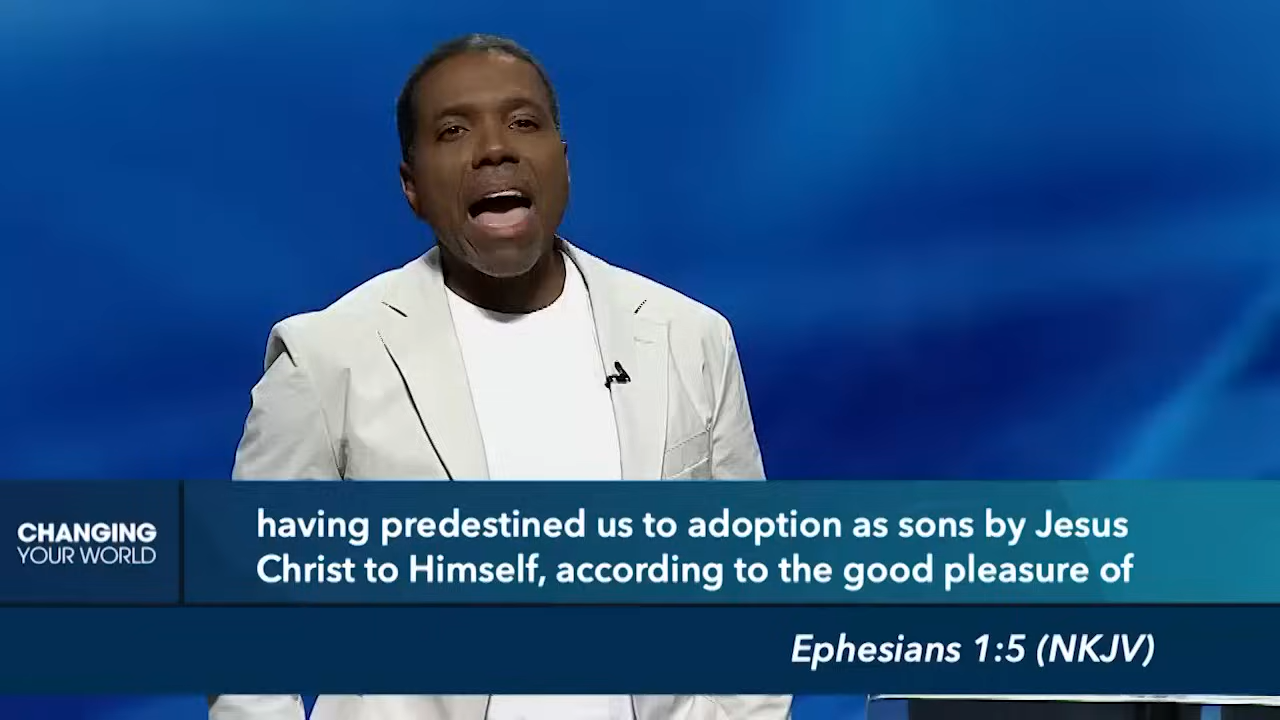 CHANGING
YOUR WORLD
having predestined us to adoption as sons by Jesus
Christ to Himself, according to the good pleasure of
Ephesians 1:5 (NKJV)